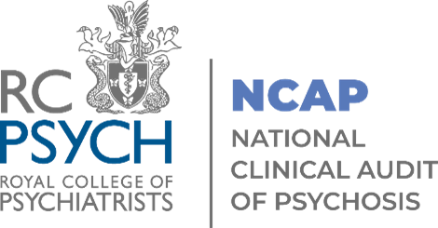 RC
PSYCH
ROYAL COLLEGE OF
PSYCHIATRISTS
NCAP
NATIONAL
CLINICAL AUDIT
OF PSYCHOSIS